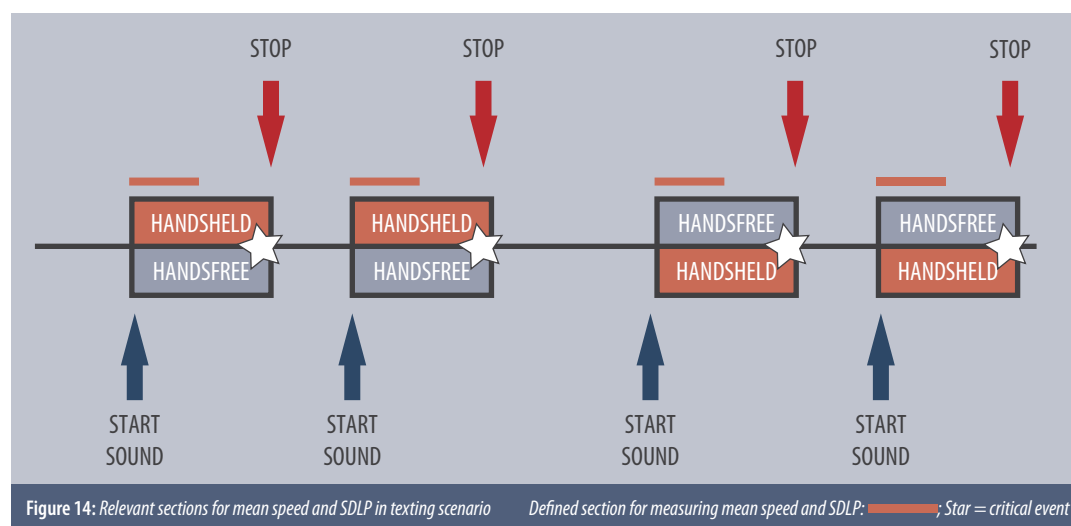 STOP STOP STOP STOP
HANDSHELD HANDSHELD HANDSFREE HANDSFREE
HANDSFREE HANDSFREE HANDSHELD HANDSHELD
START START START START
SOUND SOUND SOUND SOUND
Figure 14: Relevant sections for mean speed and SDLP in texting scenario Defined section for measuring mean speed and SDLP: ; Star = critical event